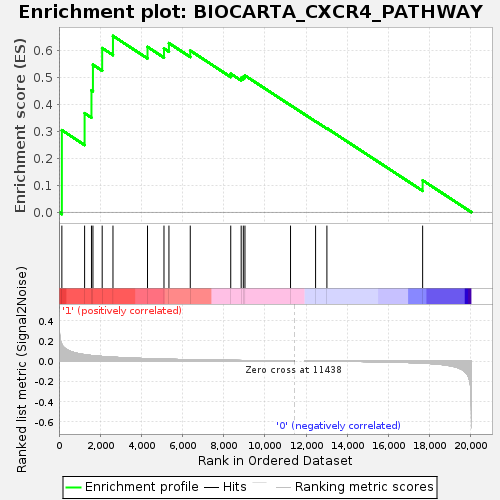 Enrichment plot: BIOCARTA_CXCR4_PATHWAY
Enrichment score (ES)
0.6
0.5
0.4
0.3
0.2
0.1
0.0
'1' (positively correlated)
Ranked list metric (Signal2Noise)
0.4
0.2
0.0
-0.2
-0.4
-0.6
Zero cross at 11438
'0' (negatively correlated)
0 2,000 4,000 6,000 8,000 10,000 12,000 14,000 16,000 18,000 20,000
Rank in Ordered Dataset
Enrichment profile Hits Ranking metric scores